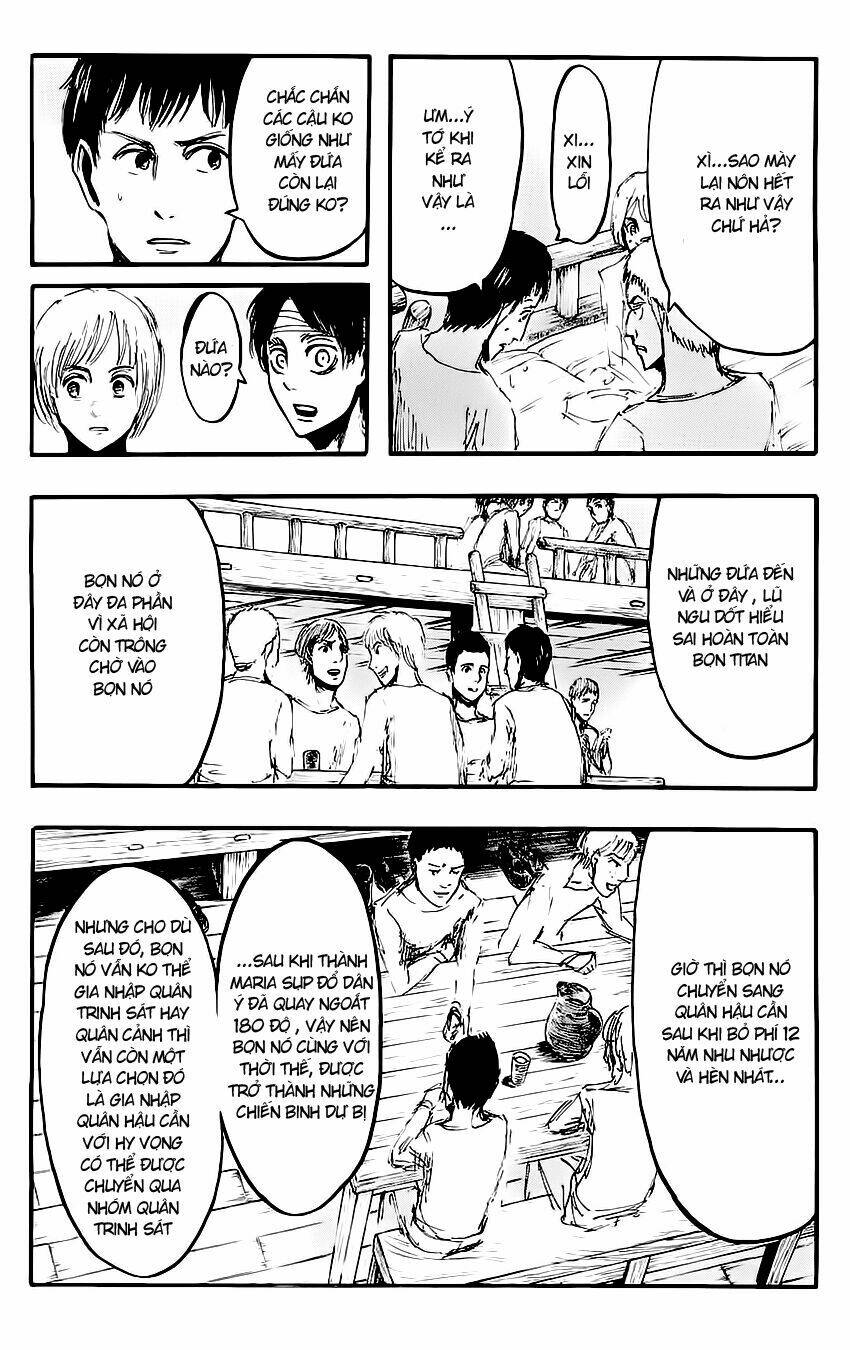 XÌ...SAO MÀY
LẠI NÔN HẾT
RA NHƯ VẬY
CHỨ HẢ?
XI...
XIN
LỖI
ƯM...Ý
TỚ KHI
KỂ RA
NHƯ
VẬY LÀ
...
CHẮC CHẮN
CÁC CẬU KO
GIỐNG NHƯ
MẤY ĐỨA
CÒN LẠI
ĐÚNG KO?
ĐỨA
NÀO?
NHỮNG ĐỨA ĐẾN
VÀ Ở ĐÂY , LŨ
NGU DỐT HIỂU
SAI HOÀN TOÀN
BỌN TITAN
BỌN NÓ Ở
ĐÂY ĐA PHẦN
VÌ XÃ HỘI
CÒN TRÔNG
CHỜ VÀO
BỌN NÓ
GIỜ THÌ BỌN NÓ
CHUYỂN SANG
QUÂN HẬU CẦN
SAU KHI BỎ PHÍ 12
NĂM NHU NHƯỢC
VÀ HÈN NHÁT...
...SAU KHI THÀNH
MARIA SỤP ĐỔ DÂN
Ý ĐÃ QUAY NGOẮT
180 ĐỘ , VẬY NÊN
BỌN NÓ CÙNG VỚI
THỜI THẾ, ĐƯỢC
TRỞ THÀNH NHỮNG
CHIẾN BINH DỰ BỊ
NHƯNG CHO DÙ
SAU ĐÓ, BỌN
NÓ VẪN KO THỂ
GIA NHẬP QUÂN
TRINH SÁT HAY
QUÂN CẢNH THÌ
VẪN CÒN MỘT
LỰA CHỌN ĐÓ
LÀ GIA NHẬP
QUÂN HẬU CẦN
VỚI HY VỌNG
CÓ THỂ ĐƯỢC
CHUYỂN QUA
NHÓM QUÂN
TRINH SÁT